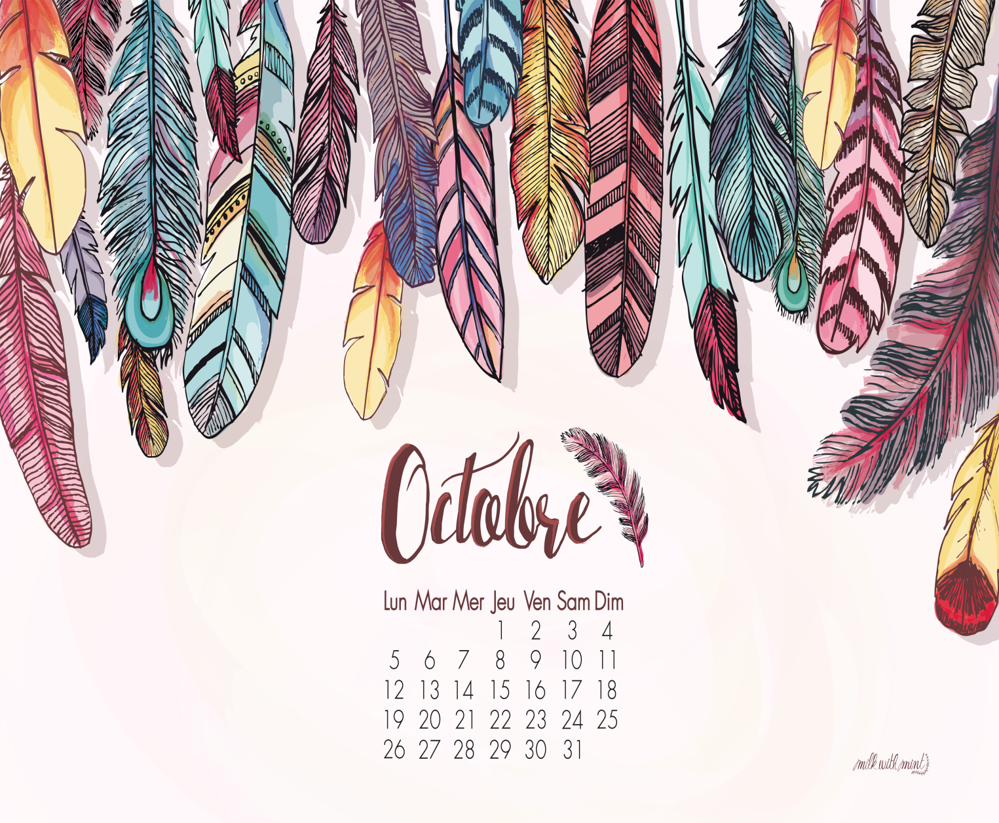 Octobre
Lun Mar Mer Jeu Ven Sam Dim
1 2 3 4
5 6 7 8 9 10 11
12 13 14 15 16 17 18
19 20 21 22 23 24 25
26 27 28 29 30 31
milk with mint